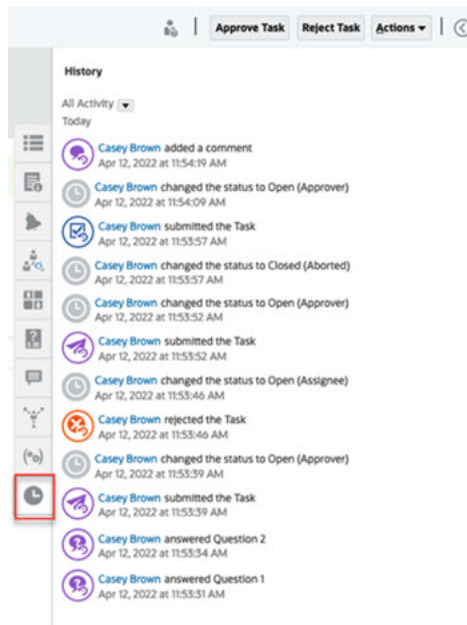 Approve Task Reject Task Actions
History
All Activity
Today
Casey Brown added a comment
Apr 12, 2022 at 11:54:19 AM
Casey Brown changed the status to Open (Approver)
Apr 12, 2022 at 11:54:09 AM
Casey Brown submitted the Task
Apr 12, 2022 at 11:53:57 AM
Casey Brown changed the status to Closed (Aborted)
Apr 12, 2022 at 11:53:57 AM
Casey Brown changed the status to Open (Approver)
Apr 12, 2022 at 11:53:52 AM
Casey Brown submitted the Task
Apr 12, 2022 at 11:53:52 AM
Casey Brown changed the status to Open (Assignee)
Apr 12, 2022 at 11:53:46 AM
Casey Brown rejected the Task
Apr 12, 2022 at 11:53:46 AM
Casey Brown changed the status to Open (Approver)
Apr 12, 2022 at 11:53:39 AM
Casey Brown submitted the Task
Apr 12, 2022 at 11:53:39 AM
Casey Brown answered Question 2
Apr 12, 2022 at 11:53:34 AM
Casey Brown answered Question 1
Apr 12, 2022 at 11:53:31 AM